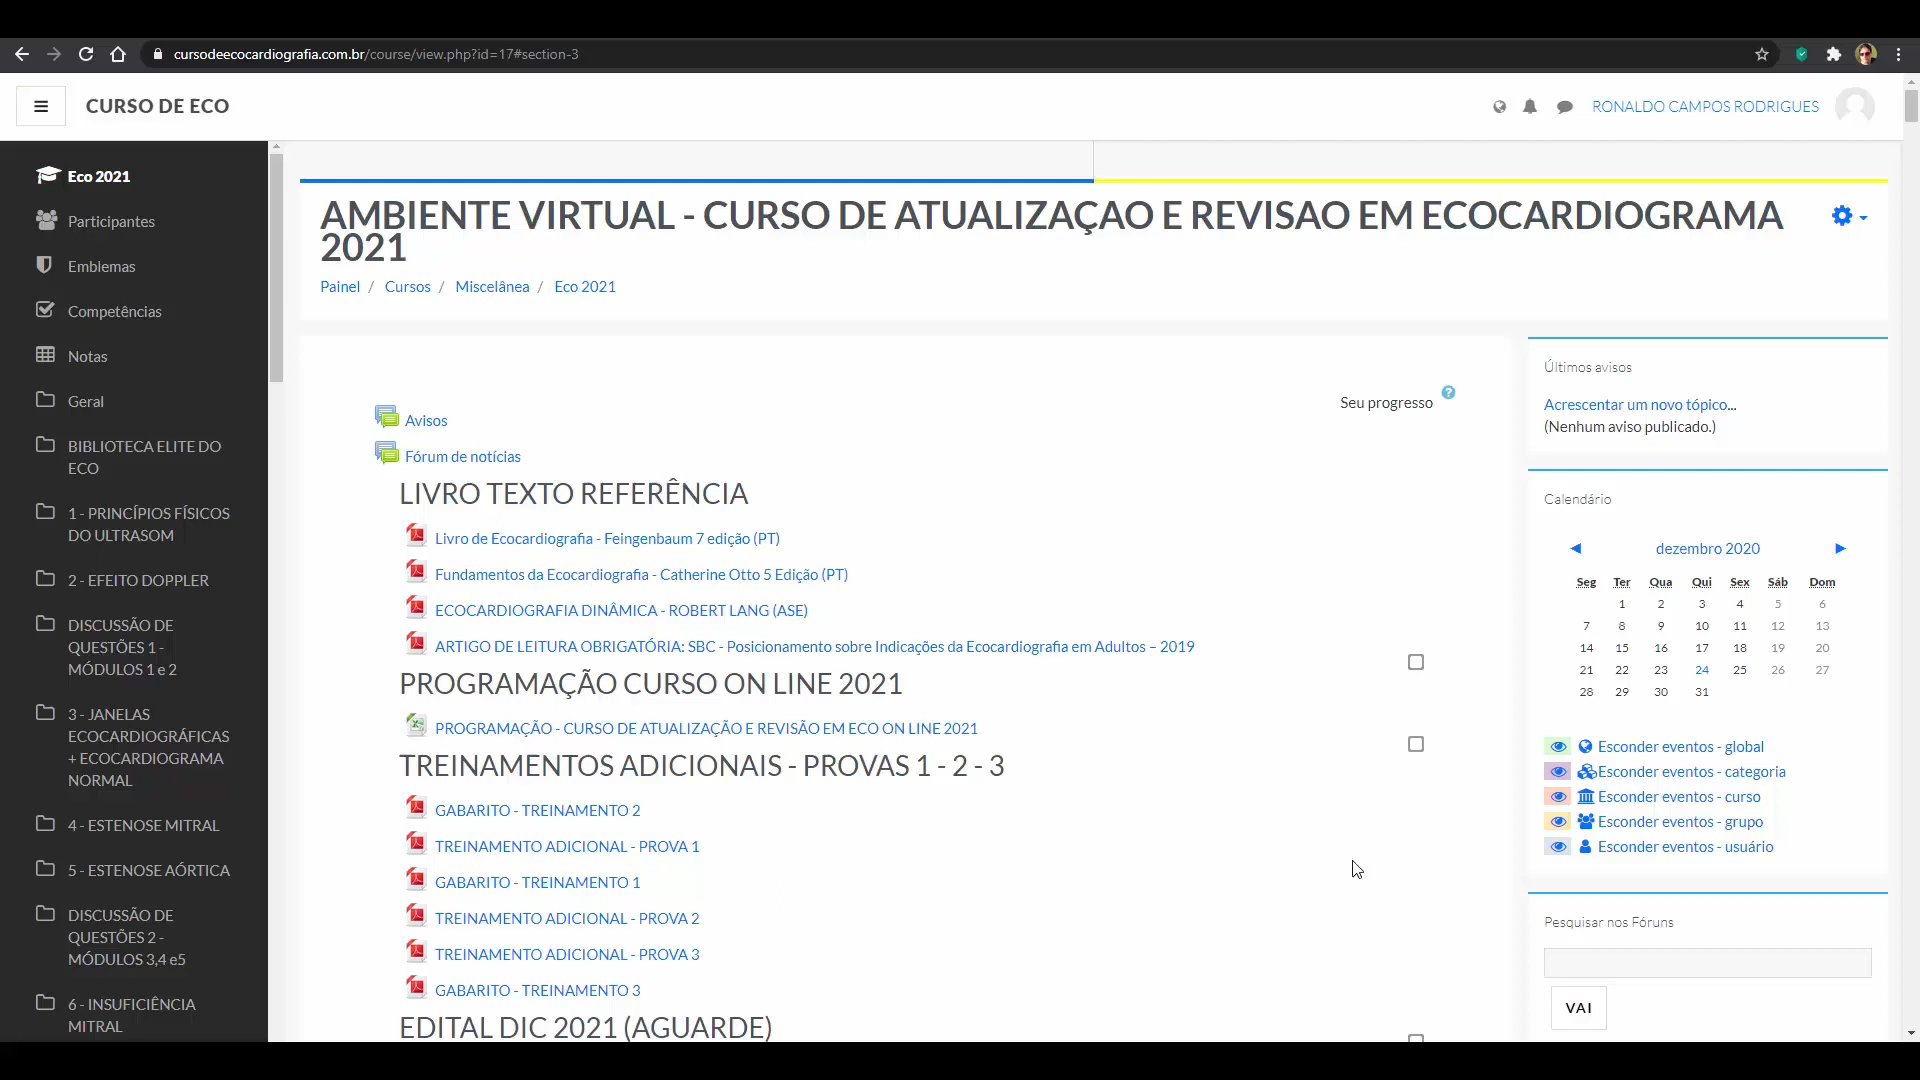 cursodeecocardiografia.com.br/course/view.php?id=17#section-3
CURSO DE ECO
RONALDO CAMPOS RODRIGUES
Eco 2021
Participantes
Emblemas
Competências
Notas
Geral
BIBLIOTECA ELITE DO
ECO
1 - PRINCÍPIOS FÍSICOS
DO ULTRASOM
2 - EFEITO DOPPLER
DISCUSSÃO DE
QUESTÕES 1 -
MÓDULOS 1 e 2
3 - JANELAS
ECOCARDIOGRÁFICAS
+ ECOCARDIOGRAMA
NORMAL
4 - ESTENOSE MITRAL
5 - ESTENOSE AÓRTICA
DISCUSSÃO DE
QUESTÕES 2 -
MÓDULOS 3,4 e5
6 - INSUFICIÊNCIA
MITRAL
AMBIENTE VIRTUAL - CURSO DE ATUALIZAÇAO E REVISAO EM ECOCARDIOGRAMA
2021
Painel / Cursos / Miscelânea / Eco 2021
Seu progresso
Avisos
Fórum de notícias
LIVRO TEXTO REFERÊNCIA
Livro de Ecocardiografia - Feingenbaum 7 edição (PT)
Fundamentos da Ecocardiografia - Catherine Otto 5 Edição (PT)
ECOCARDIOGRAFIA DINÂMICA - ROBERT LANG (ASE)
ARTIGO DE LEITURA OBRIGATÓRIA: SBC - Posicionamento sobre Indicações da Ecocardiografia em Adultos – 2019
PROGRAMAÇÃO CURSO ON LINE 2021
PROGRAMAÇÃO - CURSO DE ATUALIZAÇÃO E REVISÃO EM ECO ON LINE 2021
TREINAMENTOS ADICIONAIS - PROVAS 1 - 2 - 3
GABARITO - TREINAMENTO 2
TREINAMENTO ADICIONAL - PROVA 1
GABARITO - TREINAMENTO 1
TREINAMENTO ADICIONAL - PROVA 2
TREINAMENTO ADICIONAL - PROVA 3
GABARITO - TREINAMENTO 3
EDITAL DIC 2021 (AGUARDE)
Últimos avisos
Acrescentar um novo tópico...
(Nenhum aviso publicado.)
Calendário
◀ dezembro 2020 ▶
Seg Ter Qua Qui Sex Sáb Dom
1 2 3 4 5 6
7 8 9 10 11 12 13
14 15 16 17 18 19 20
21 22 23 24 25 26 27
28 29 30 31
Esconder eventos - global
Esconder eventos - categoria
Esconder eventos - curso
Esconder eventos - grupo
Esconder eventos - usuário
Pesquisar nos Fóruns
VAI